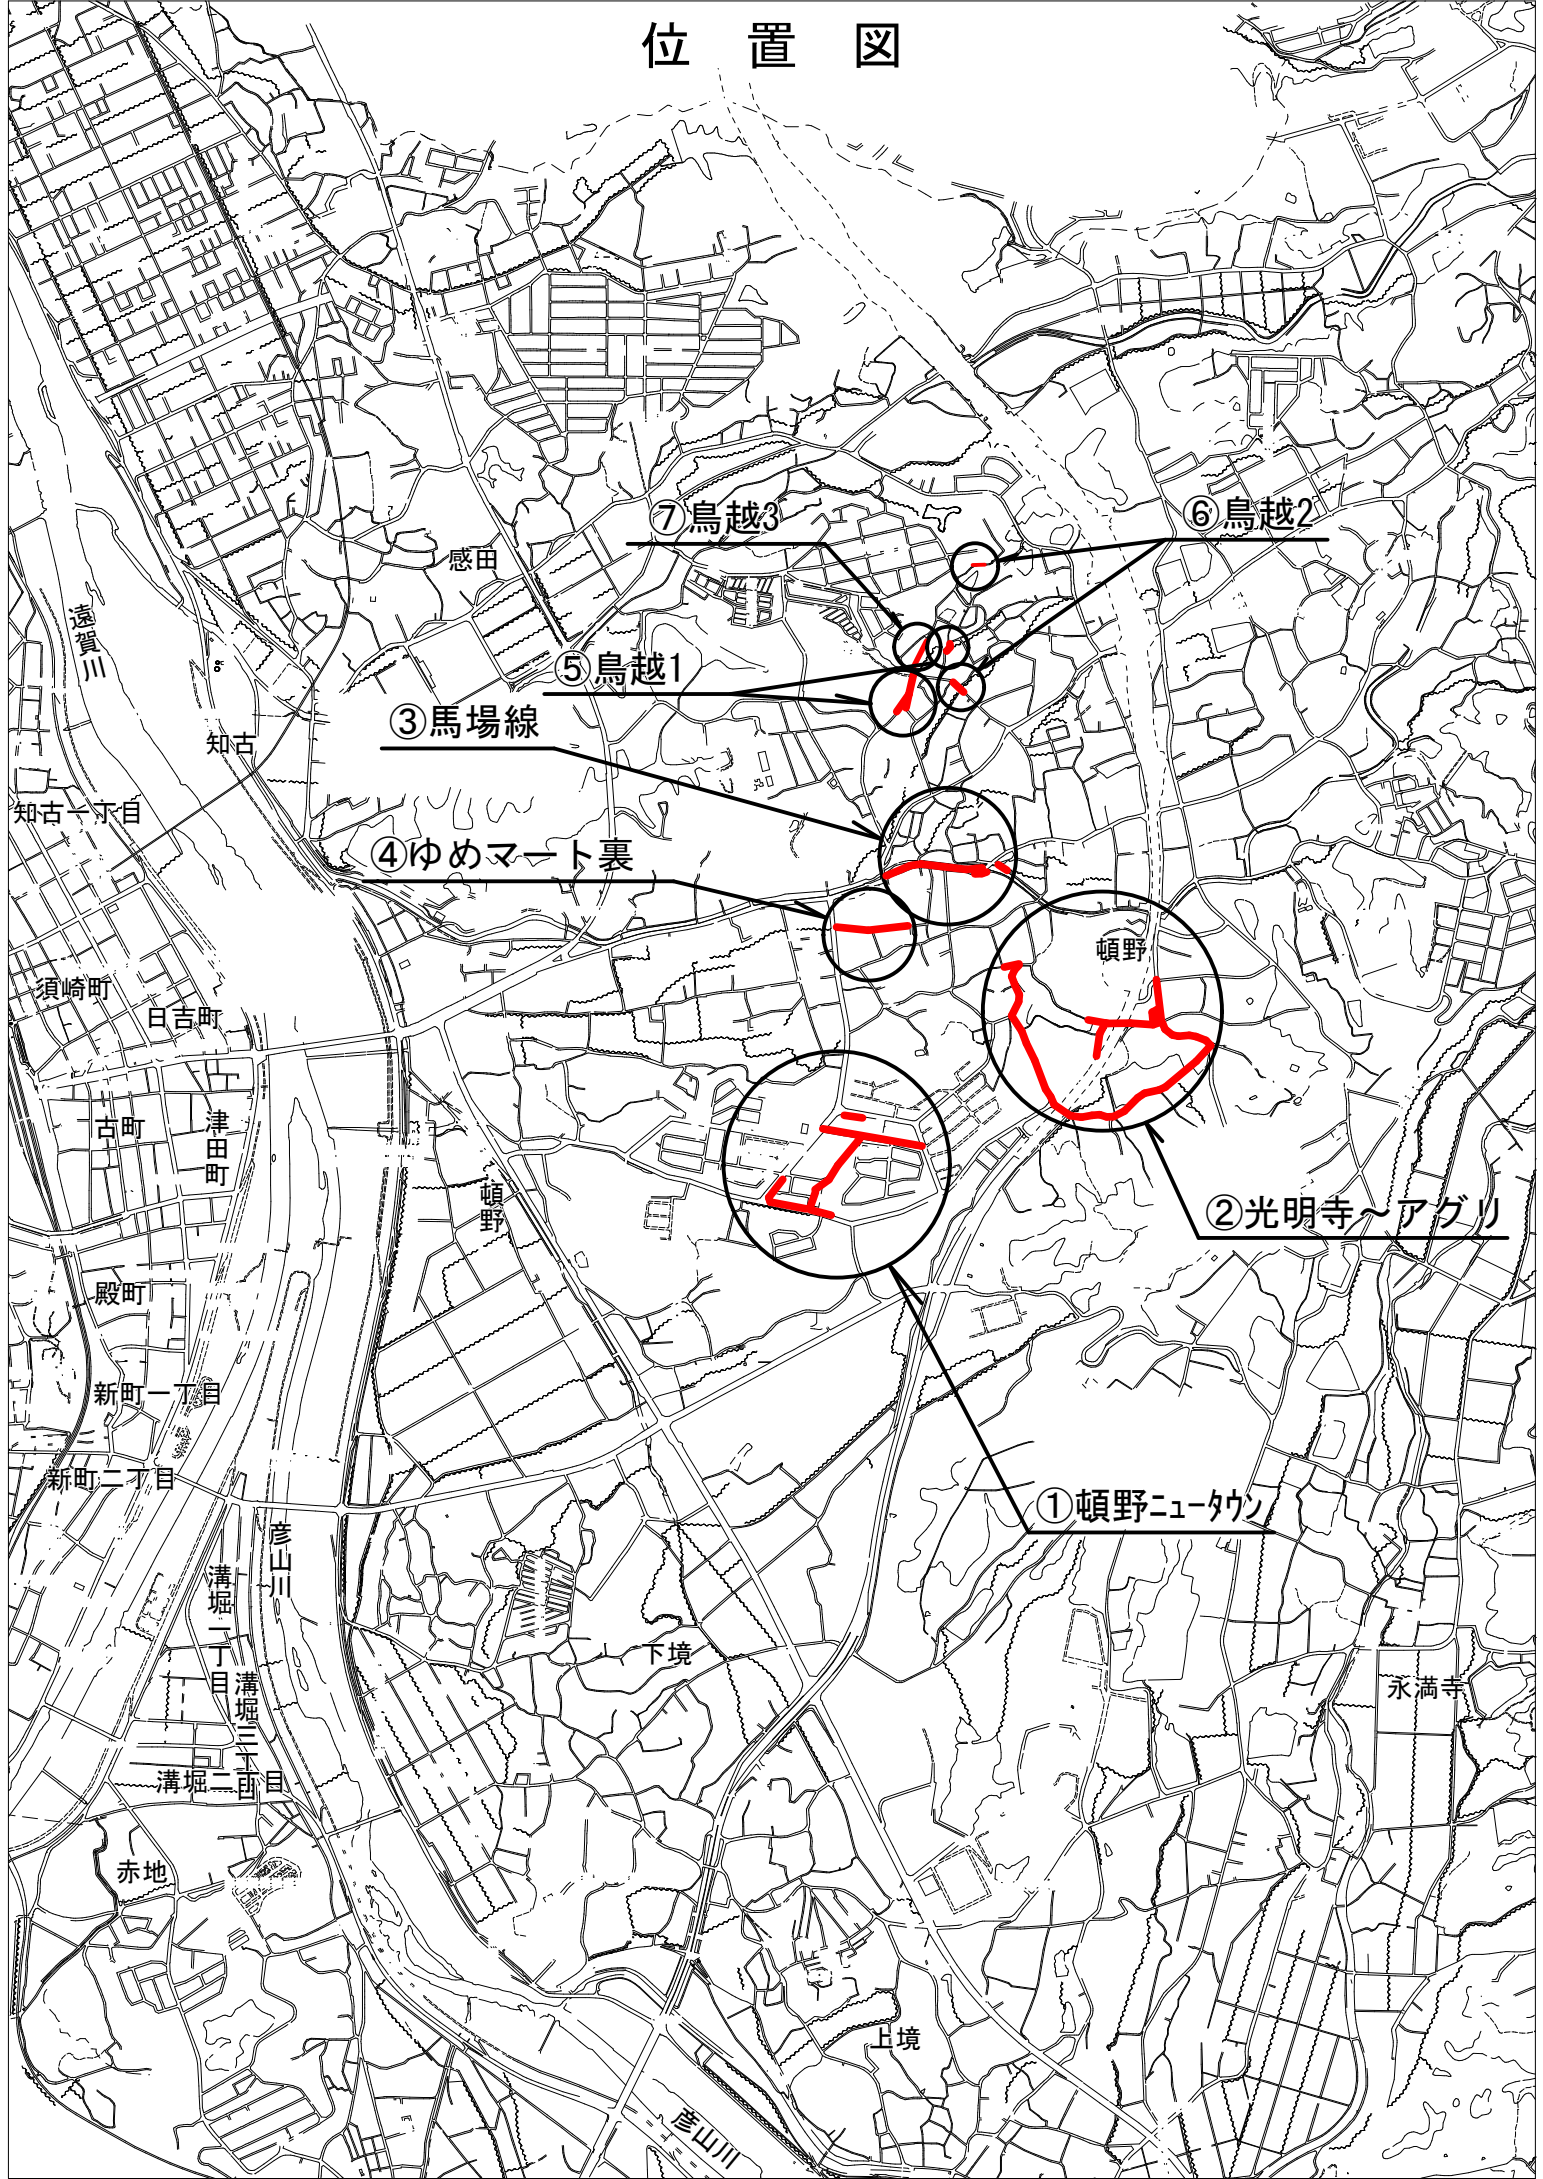 位置図
⑦鳥越3
⑥鳥越2
感田
遠賀川
⑤鳥越1
③馬場線
知古
知古一丁目
④ゆめマート裏
頓野
須崎町
日吉町
古町
津田町
頓野
②光明寺～アグリ
殿町
新町一丁目
新町二丁目
①頓野ﾆｭｰﾀｳﾝ
彦山川
溝堀一丁目
下境
溝堀三丁目
永満寺
溝堀二丁目
赤地
上境
彦山川